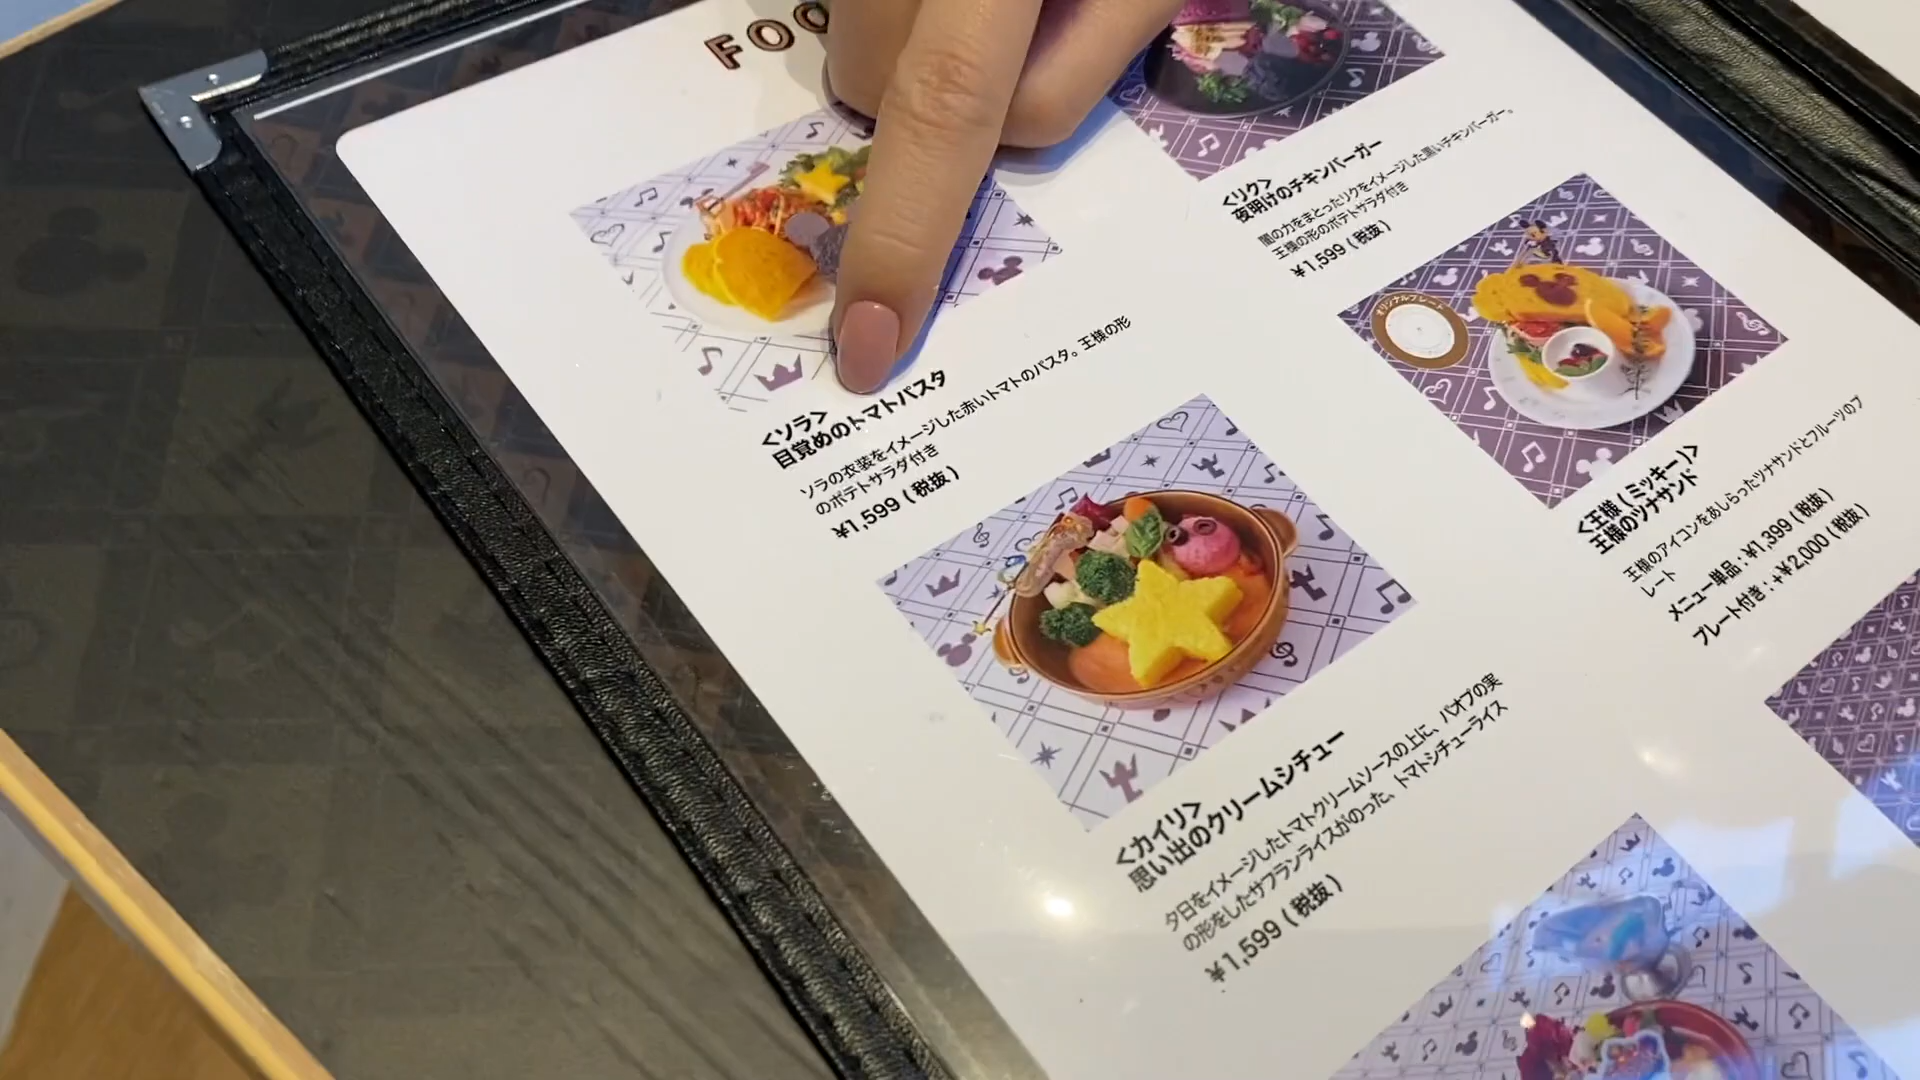 FOO
<ソラ>
目覚めのトマトパスタ
ソラの衣装をイメージした赤いトマトのパスタ。王様の形
のポテトサラダ付き
¥1,599 ( 税抜 )
<カイリ>
思い出のクリームシチュー
夕日をイメージしたトマトクリームソースの上に、パオプの実
の形をしたサフランライスがのった、トマトシチューライス
¥1,599 ( 税抜 )
<リク>
夜明けのチキンバーガー
闇の力をまとったリクをイメージした黒いチキンバーガー。
王様の形のポテトサラダ付き
¥1,599 ( 税抜 )
オリジナルプレート
<王様 ( ミッキー )>
王様のツナサンド
王様のアイコンをあしらったツナサンドとフルーツのプ
レート
メニュー単品 : ¥1,399 ( 税抜 )
プレート付き : +¥2,000 ( 税抜 )